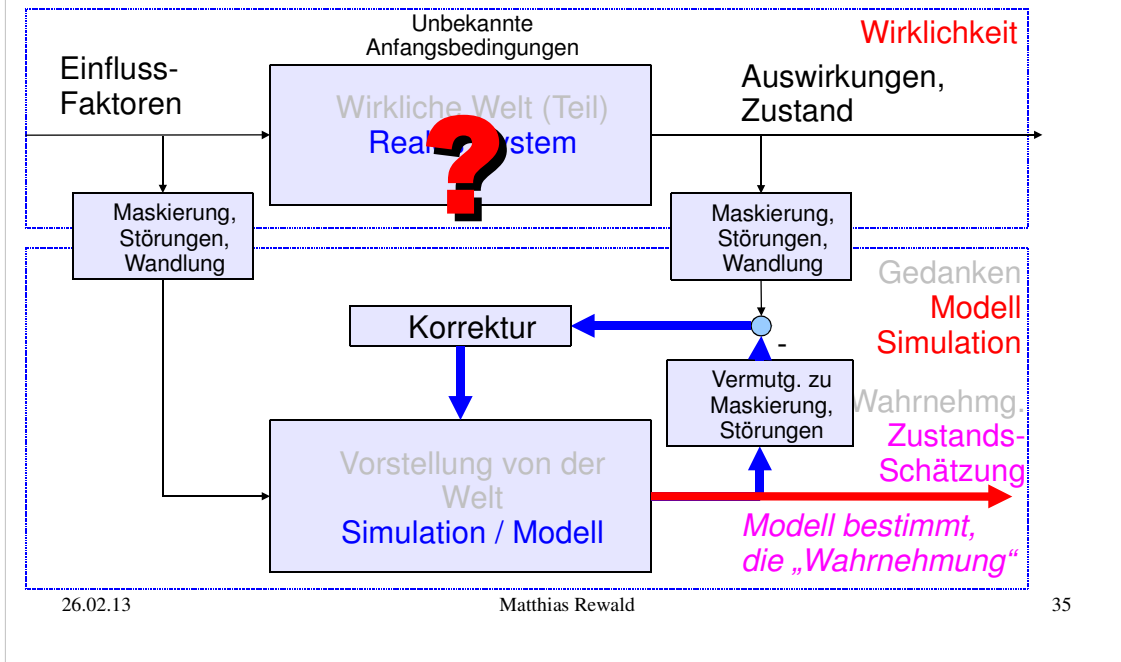 Unbekannte
Anfangsbedingungen
Wirklichkeit
Einfluss-
Faktoren
Wirkliche Welt (Teil)
Real ystem
?
Auswirkungen,
Zustand
Maskierung,
Störungen,
Wandlung
Maskierung,
Störungen,
Wandlung
Gedanken
Modell
Simulation
Korrektur
-
Vermutg. zu
Maskierung,
Störungen
Wahrnehmg.
Zustands-
Schätzung
Vorstellung von der
Welt
Simulation / Modell
Modell bestimmt,
die „Wahrnehmung“
26.02.13
Matthias Rewald
35